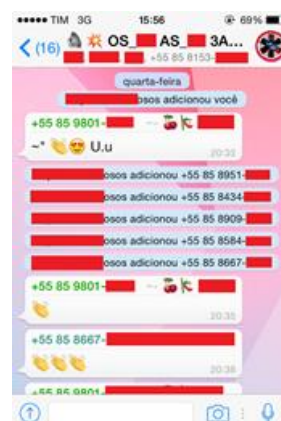 TIM 3G 15:56 69%
(16) OS_ AS_ 3A...
+55 85 8153-
quarta-feira
osos adicionou você
+55 85 9801- ~
~* U.u
20:32
osos adicionou +55 85 8951-
osos adicionou +55 85 8434-
osos adicionou +55 85 8909-
osos adicionou +55 85 8584-
osos adicionou +55 85 8667-
+55 85 9801- ~
20:35
+55 85 8667-
20:38
+55 85 9801-